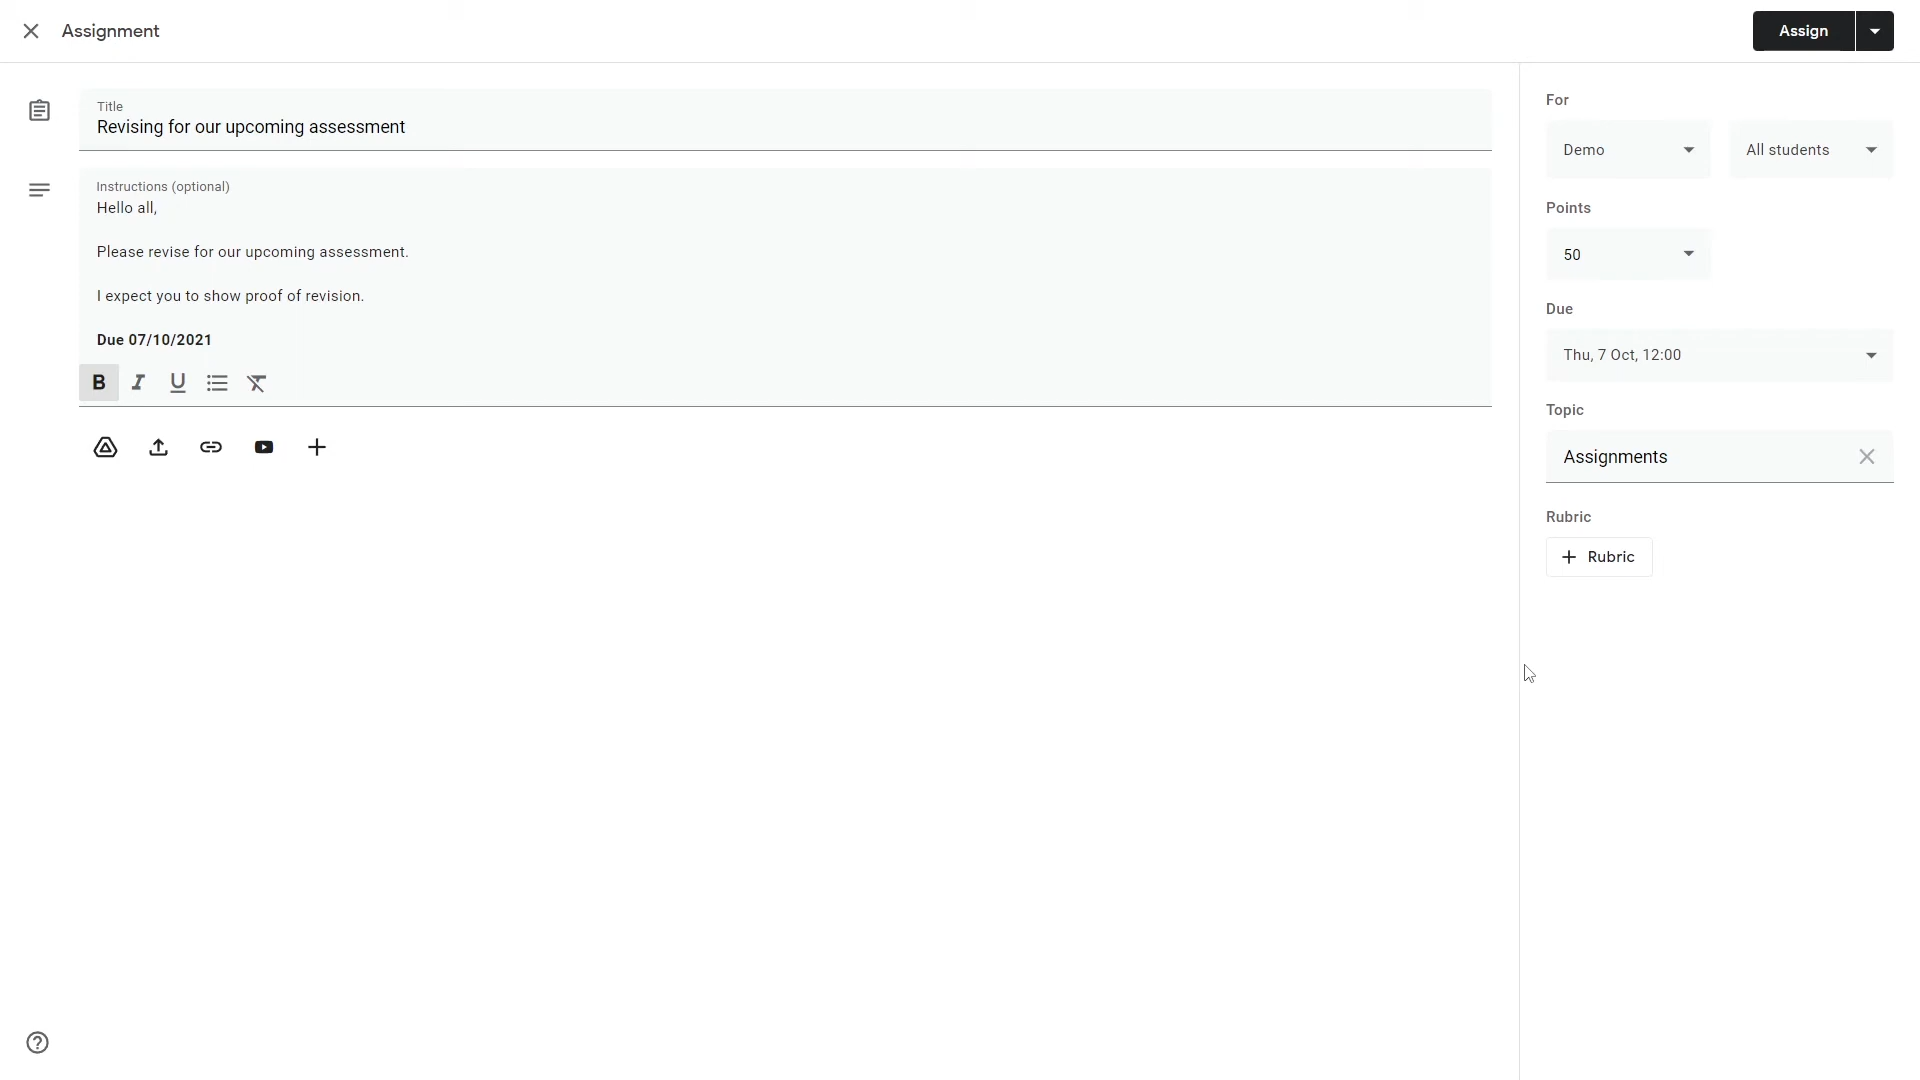 Assignment
Assign
Title
Revising for our upcoming assessment
Instructions (optional)
Hello all,
Please revise for our upcoming assessment.
I expect you to show proof of revision.
Due 07/10/2021
B I U
For
Demo
All students
Points
50
Due
Thu, 7 Oct, 12:00
Topic
Assignments
Rubric
Rubric